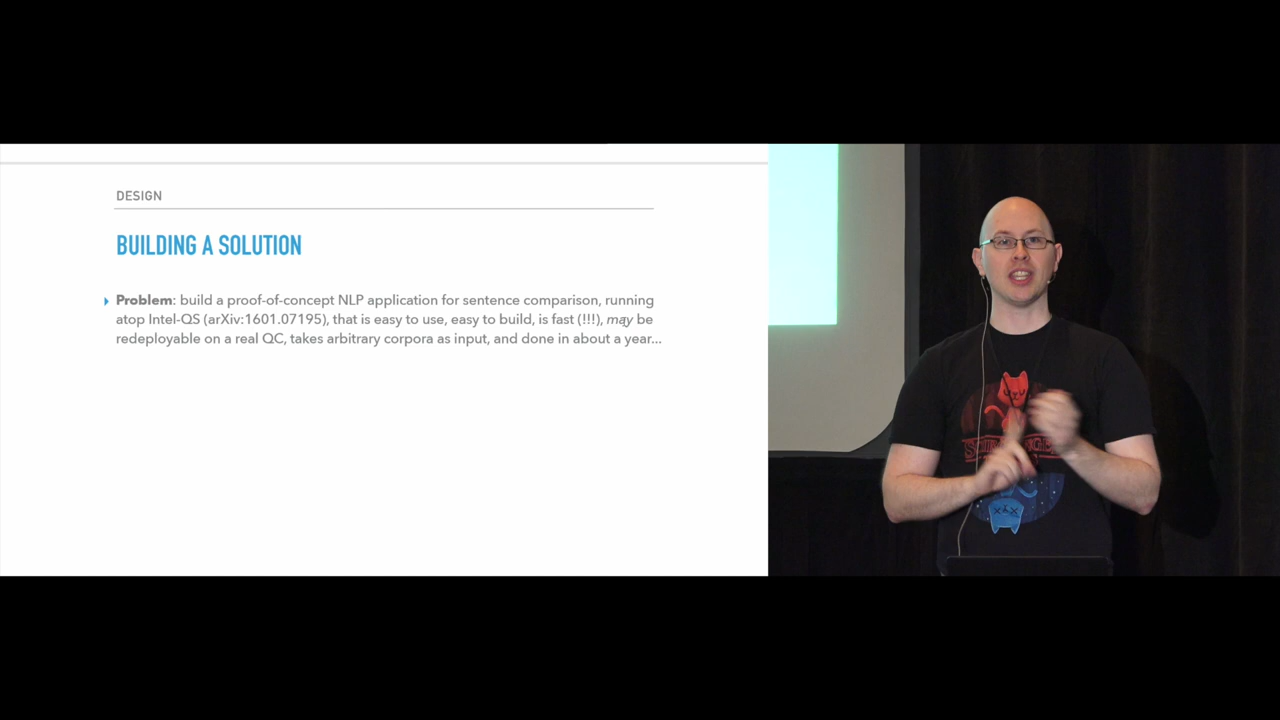 DESIGN
BUILDING A SOLUTION
Problem: build a proof-of-concept NLP application for sentence comparison, running
atop Intel-QS (arXiv:1601.07195), that is easy to use, easy to build, is fast (!!!), may be
redeployable on a real QC, takes arbitrary corpora as input, and done in about a year...